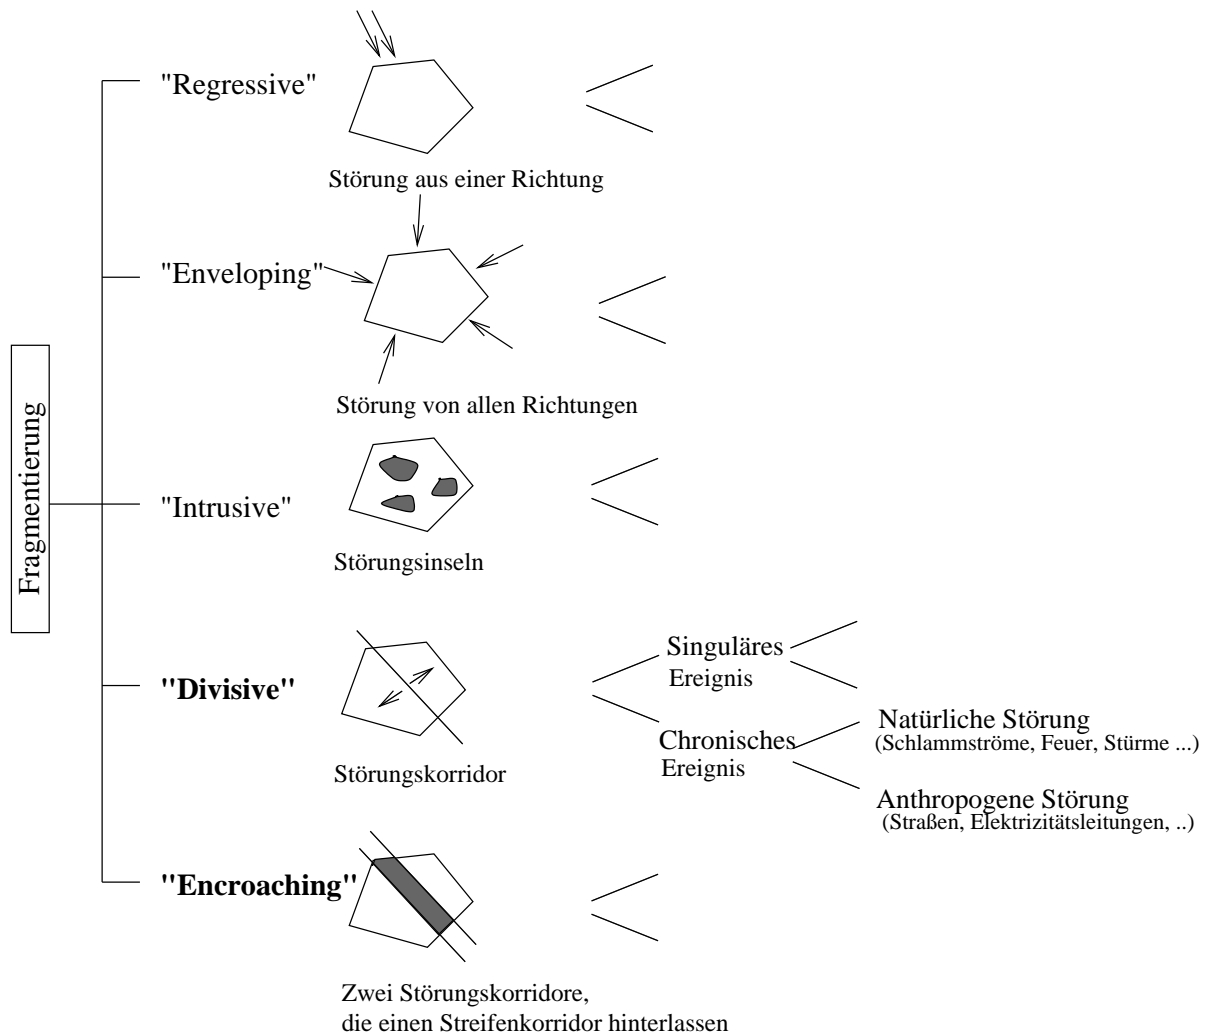 Fragmentierung
"Regressive"
Störung aus einer Richtung
"Enveloping"
Störung von allen Richtungen
"Intrusive"
Störungsinseln
"Divisive"
Störungskorridor
Singuläres
Ereignis
Chronisches
Ereignis
Natürliche Störung
(Schlammströme, Feuer, Stürme ...)
Anthropogene Störung
(Straßen, Elektrizitätsleitungen, ..)
"Encroaching"
Zwei Störungskorridore,
die einen Streifenkorridor hinterlassen